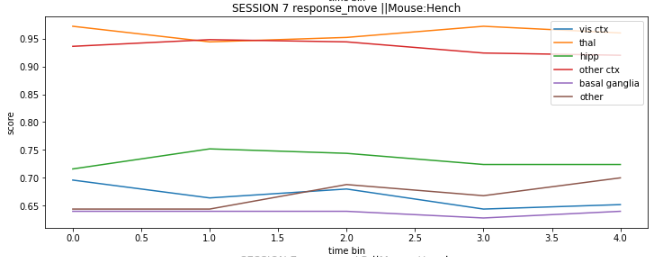 time bin
SESSION 7 response_move ||Mouse:Hench
score
0.95
0.90
0.85
0.80
0.75
0.70
0.65
vis ctx
thal
hipp
other ctx
basal ganglia
other
0.0 0.5 1.0 1.5 2.0 2.5 3.0 3.5 4.0
time bin